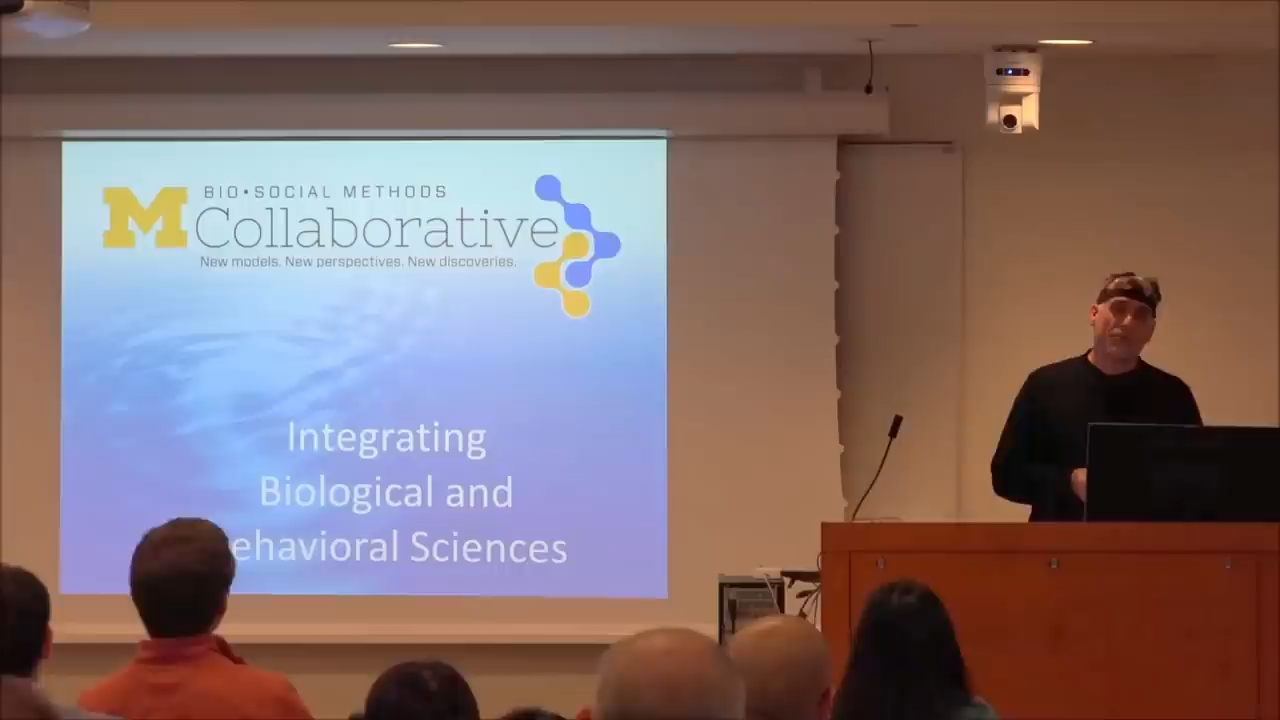 M
BIO•SOCIAL METHODS
Collaborative
New models. New perspectives. New discoveries.
Integrating
Biological and
ehavioral Sciences